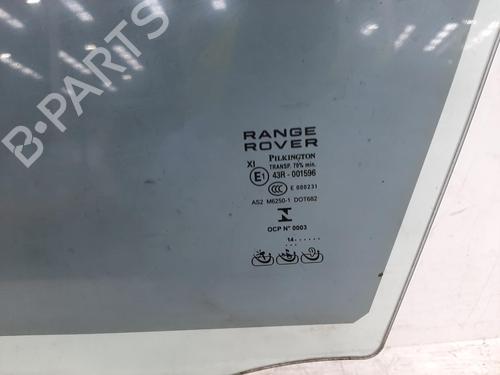 B-PARTS
RANGE
ROVER
PILKINGTON
XI TRANSP. 70% min.
E1 43R - 001596
CCC E 000231
AS2 M6250-1 DOT682
N
OCP N° 0003
14......